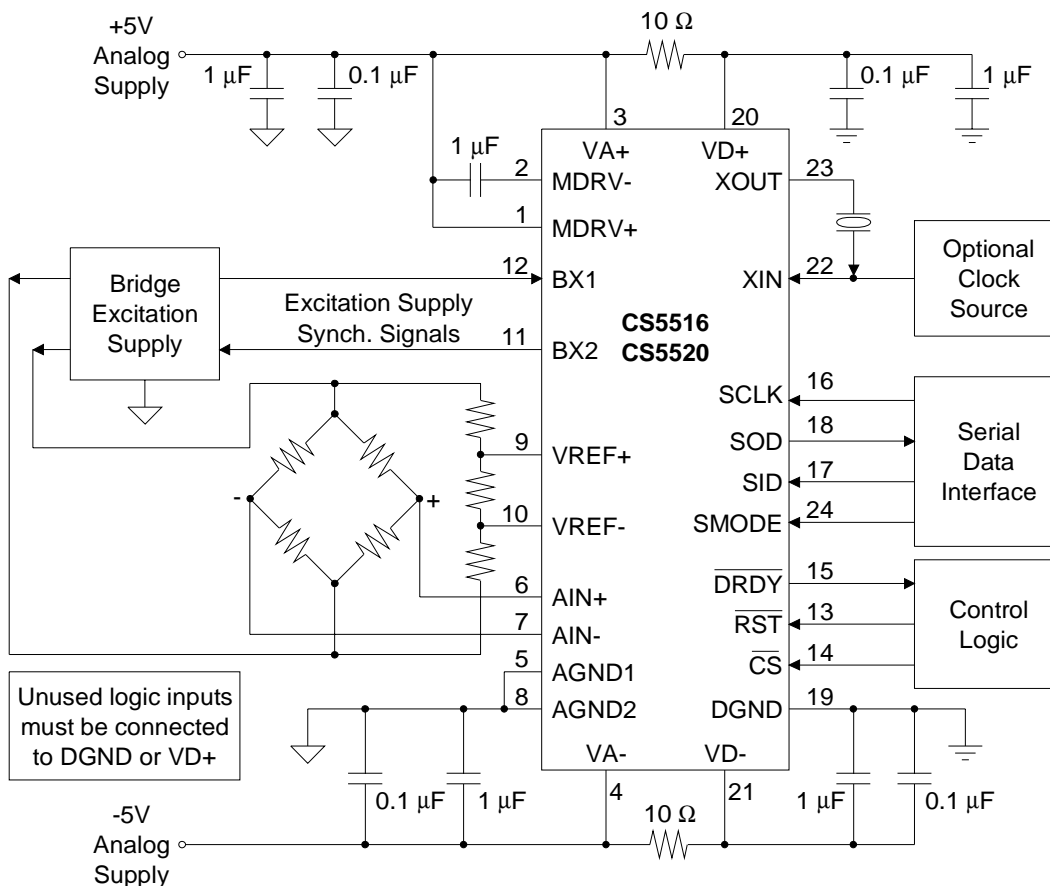 +5V
Analog
Supply
1 μF
0.1 μF
10 Ω
0.1 μF
1 μF
3
20
VA+
VD+
1 μF
2
MDRV-
XOUT
23
1
MDRV+
Bridge
Excitation
Supply
12
BX1
XIN
22
Optional
Clock
Source
Excitation Supply
Synch. Signals
11
BX2
CS5516
CS5520
SCLK
16
SOD
18
SID
17
SMODE
24
Serial
Data
Interface
9
VREF+
-
+
10
VREF-
6
AIN+
7
AIN-
DRDY
15
RST
13
CS
14
Control
Logic
5
AGND1
8
AGND2
DGND
19
Unused logic inputs
must be connected
to DGND or VD+
VA-
VD-
0.1 μF
1 μF
4
21
1 μF
0.1 μF
10 Ω
-5V
Analog
Supply